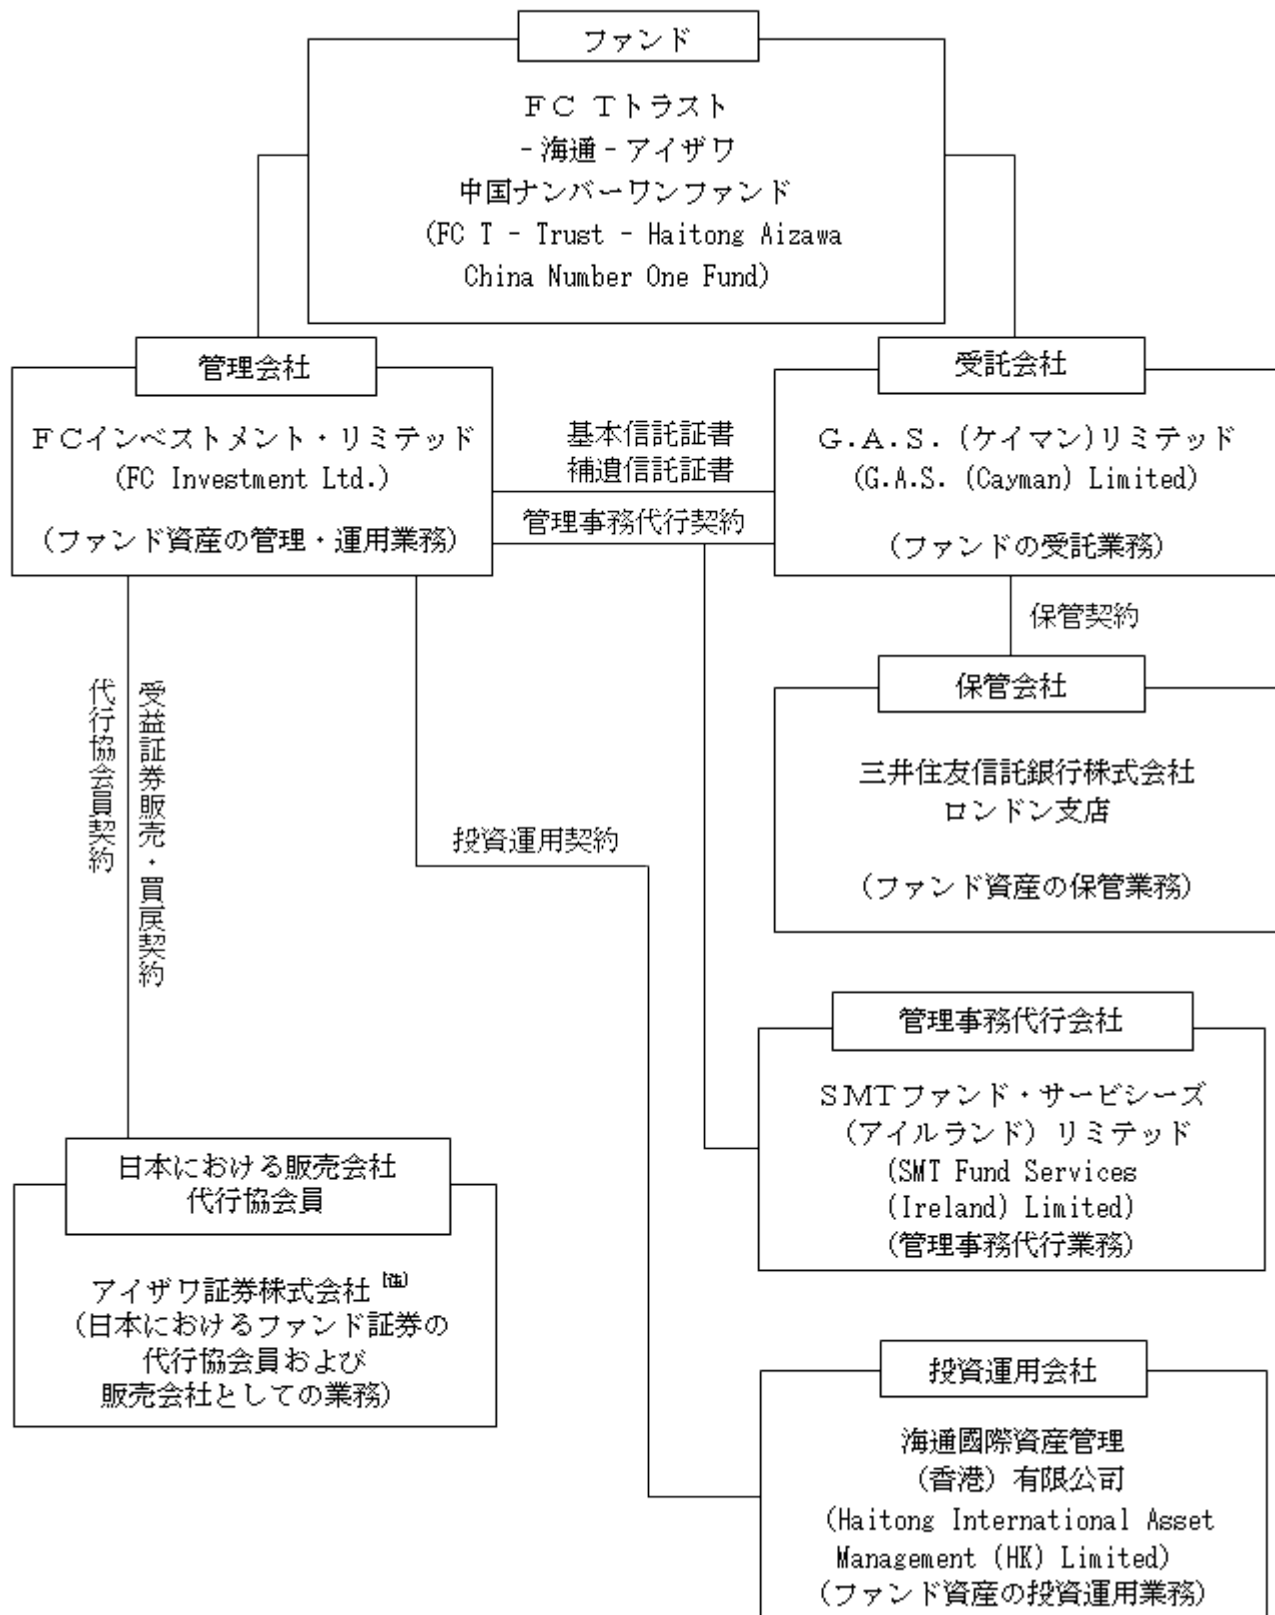 ファンド
ＦＣ Ｔトラスト
-海通-アイザワ
中国ナンバーワンファンド
(FC T - Trust - Haitong Aizawa
China Number One Fund)
管理会社
ＦＣインベストメント・リミテッド
(FC Investment Ltd.)
(ファンド資産の管理・運用業務)
基本信託証書
補遺信託証書
管理事務代行契約
受託会社
Ｇ.Ａ.Ｓ.(ケイマン)リミテッド
(G.A.S. (Cayman) Limited)
(ファンドの受託業務)
保管契約
保管会社
三井住友信託銀行株式会社
ロンドン支店
(ファンド資産の保管業務)
代行協会員契約
受益証券販売・買戻契約
投資運用契約
管理事務代行会社
ＳＭＴファンド・サービシーズ
(アイルランド) リミテッド
(SMT Fund Services
(Ireland) Limited)
(管理事務代行業務)
日本における販売会社
代行協会員
アイザワ証券株式会社
(日本におけるファンド証券の
代行協会員および
販売会社としての業務)
投資運用会社
海通國際資産管理
(香港) 有限公司
(Haitong International Asset
Management (HK) Limited)
(ファンド資産の投資運用業務)